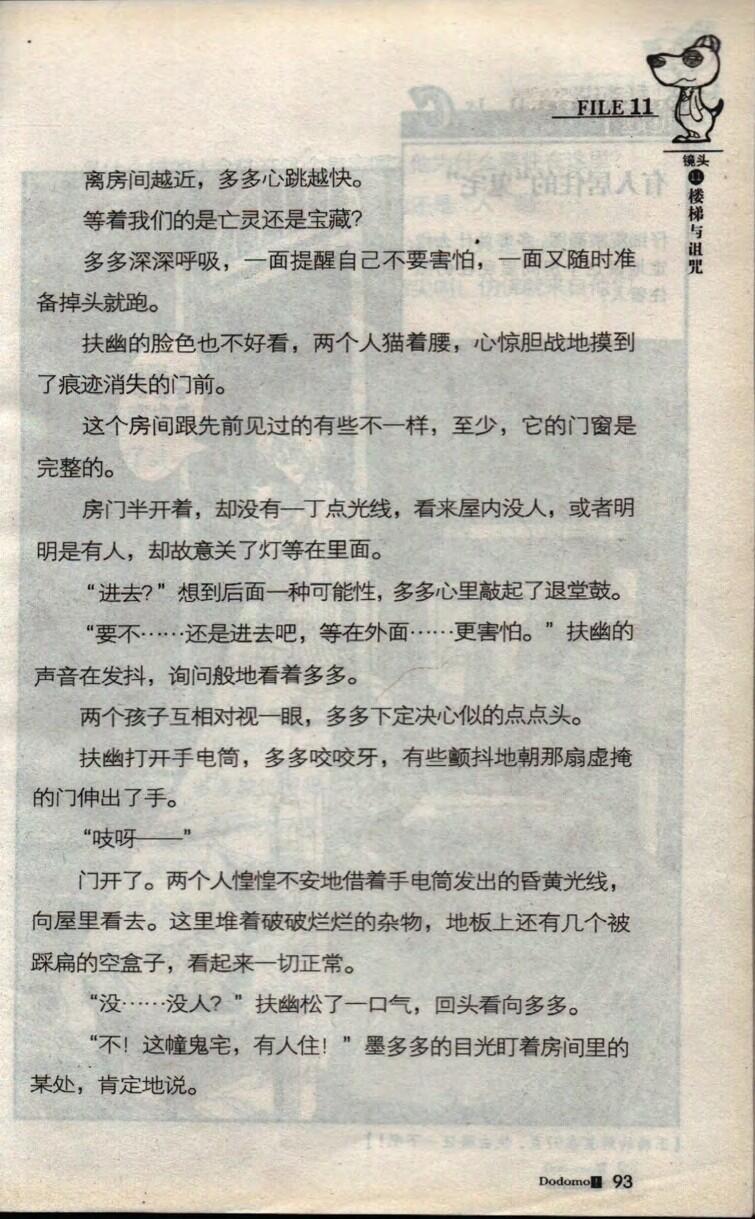 FILE 11
镜头
⑪
楼梯与诅咒
离房间越近，多多心跳越快。
等着我们的是亡灵还是宝藏？
多多深深呼吸，一面提醒自己不要害怕，一面又随时准
备掉头就跑。
扶幽的脸色也不好看，两个人猫着腰，心惊胆战地摸到
了痕迹消失的门前。
这个房间跟先前见过的有些不一样，至少，它的门窗是
完整的。
房门半开着，却没有一丁点光线，看来屋内没人，或者明
明是有人，却故意关了灯等在里面。
“进去？”想到后面一种可能性，多多心里敲起了退堂鼓。
“要不……还是进去吧，等在外面……更害怕。”扶幽的
声音在发抖，询问般地看着多多。
两个孩子互相对视一眼，多多下定决心似的点点头。
扶幽打开手电筒，多多咬咬牙，有些颤抖地朝那扇虚掩
的门伸出了手。
“吱呀——”
门开了。两个人惶惶不安地借着手电筒发出的昏黄光线，
向屋里看去。这里堆着破破烂烂的杂物，地板上还有几个被
踩扁的空盒子，看起来一切正常。
“没……没人？”扶幽松了一口气，回头看向多多。
“不！这幢鬼宅，有人住！”墨多多的目光盯着房间里的
某处，肯定地说。
Dodomo! 93